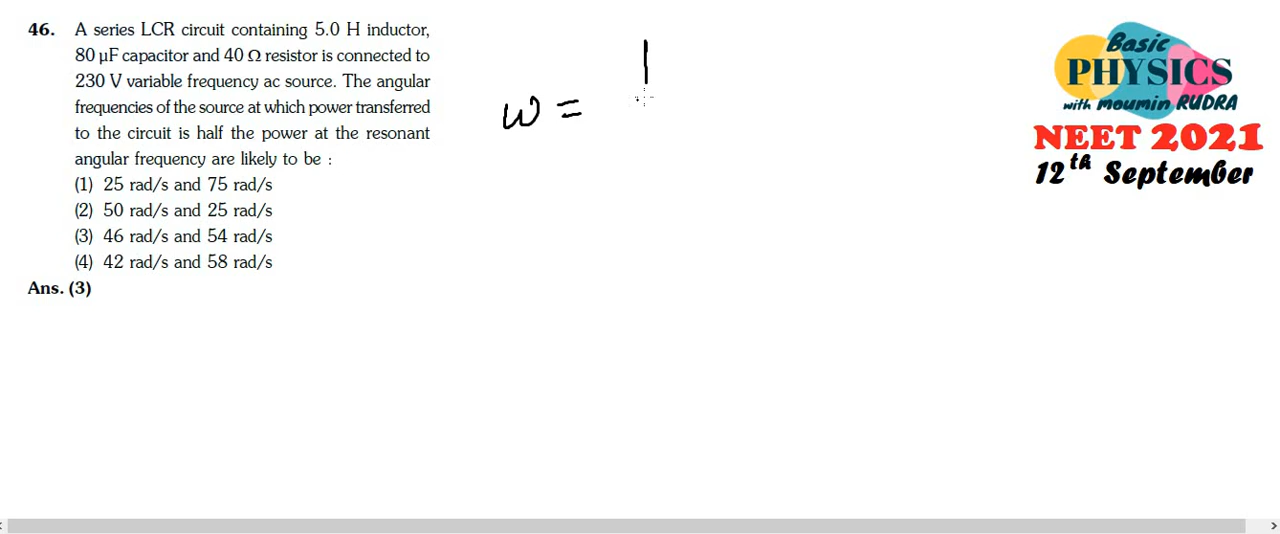 46. A series LCR circuit containing 5.0 H inductor,
80 μF capacitor and 40 Ω resistor is connected to
230 V variable frequency ac source. The angular
frequencies of the source at which power transferred
to the circuit is half the power at the resonant
angular frequency are likely to be :
(1) 25 rad/s and 75 rad/s
(2) 50 rad/s and 25 rad/s
(3) 46 rad/s and 54 rad/s
(4) 42 rad/s and 58 rad/s
Ans. (3)
ω = 1
Basic
PHYSICS
with moumin RUDRA
NEET 2021
12th September